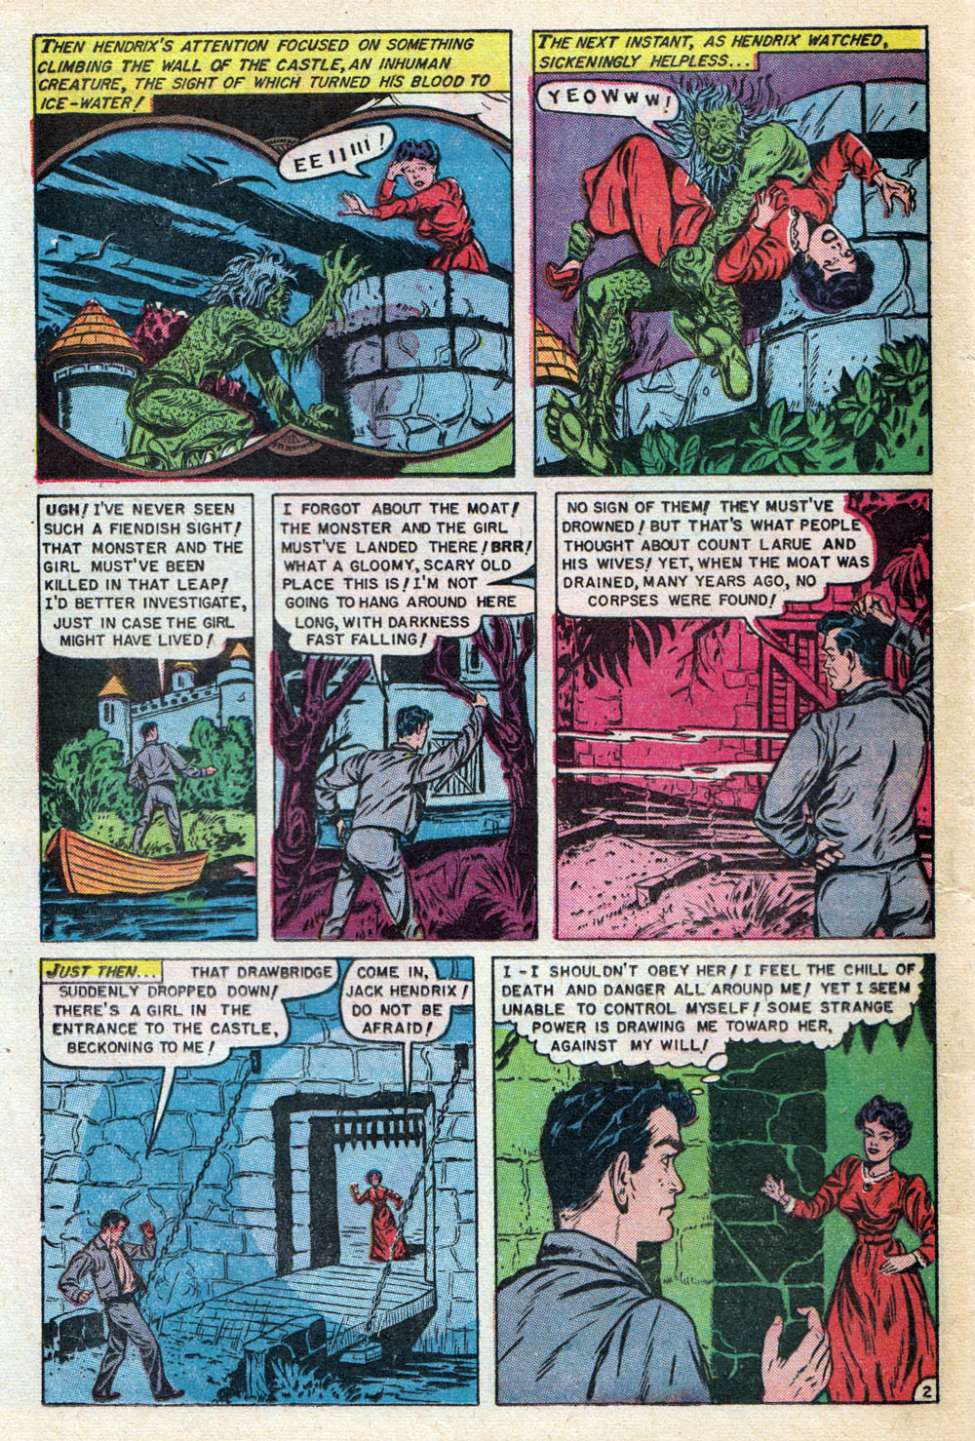 THEN HENDRIX'S ATTENTION FOCUSED ON SOMETHING
CLIMBING THE WALL OF THE CASTLE, AN INHUMAN
CREATURE, THE SIGHT OF WHICH TURNED HIS BLOOD TO
ICE-WATER!
EEIIIII!
THE NEXT INSTANT, AS HENDRIX WATCHED,
SICKENINGLY HELPLESS...
YEOWWW!
UGH! I'VE NEVER SEEN
SUCH A FIENDISH SIGHT!
THAT MONSTER AND THE
GIRL MUST'VE BEEN
KILLED IN THAT LEAP!
I'D BETTER INVESTIGATE,
JUST IN CASE THE GIRL
MIGHT HAVE LIVED!
I FORGOT ABOUT THE MOAT!
THE MONSTER AND THE GIRL
MUST'VE LANDED THERE! BRR!
WHAT A GLOOMY, SCARY OLD
PLACE THIS IS! I'M NOT
GOING TO HANG AROUND HERE
LONG, WITH DARKNESS
FAST FALLING!
NO SIGN OF THEM! THEY MUST'VE
DROWNED! BUT THAT'S WHAT PEOPLE
THOUGHT ABOUT COUNT LARUE AND
HIS WIVES! YET, WHEN THE MOAT WAS
DRAINED, MANY YEARS AGO, NO
CORPSES WERE FOUND!
JUST THEN...
THAT DRAWBRIDGE
SUDDENLY DROPPED DOWN!
THERE'S A GIRL IN THE
ENTRANCE TO THE CASTLE,
BECKONING TO ME!
COME IN,
JACK HENDRIX!
DO NOT BE
AFRAID!
I-I SHOULDN'T OBEY HER! I FEEL THE CHILL OF
DEATH AND DANGER ALL AROUND ME! YET I SEEM
UNABLE TO CONTROL MYSELF! SOME STRANGE
POWER IS DRAWING ME TOWARD HER,
AGAINST MY WILL!
2